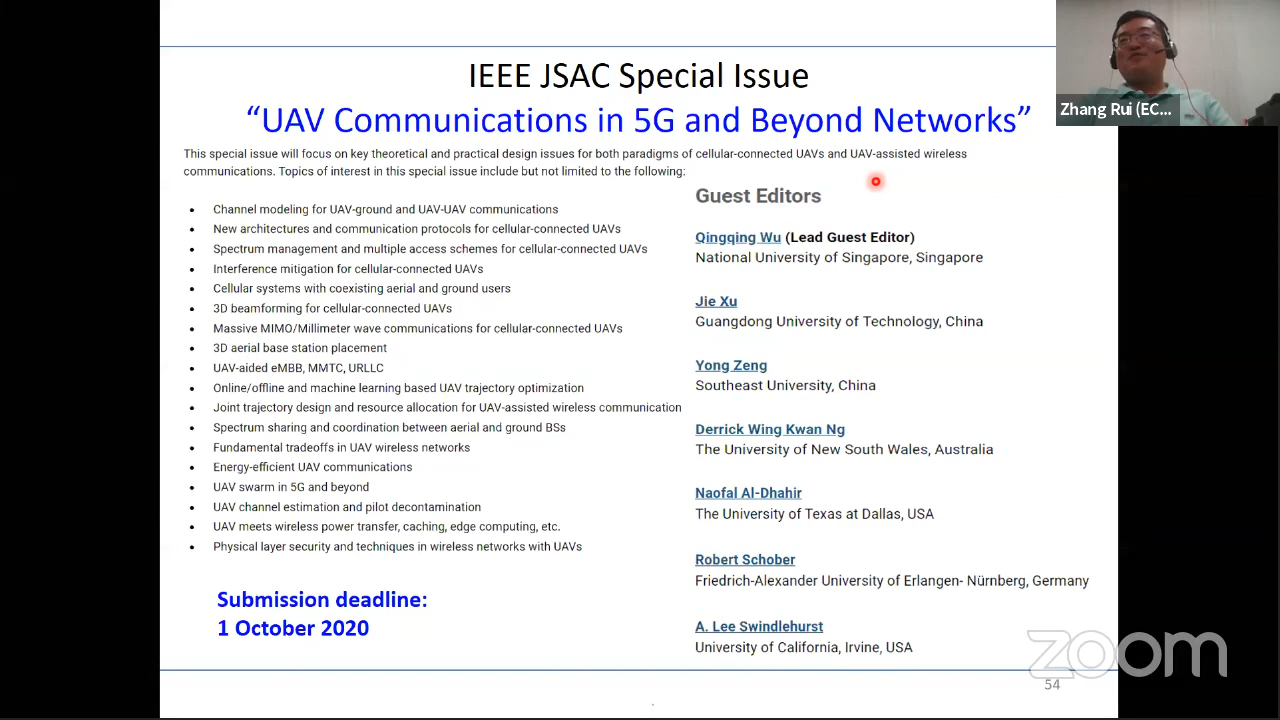 IEEE JSAC Special Issue
“UAV Communications in 5G and Beyond Networks”
Zhang Rui (EC...
This special issue will focus on key theoretical and practical design issues for both paradigms of cellular-connected UAVs and UAV-assisted wireless
communications. Topics of interest in this special issue include but not limited to the following:
• Channel modeling for UAV-ground and UAV-UAV communications
• New architectures and communication protocols for cellular-connected UAVs
• Spectrum management and multiple access schemes for cellular-connected UAVs
• Interference mitigation for cellular-connected UAVs
• Cellular systems with coexisting aerial and ground users
• 3D beamforming for cellular-connected UAVs
• Massive MIMO/Millimeter wave communications for cellular-connected UAVs
• 3D aerial base station placement
• UAV-aided eMBB, MMTC, URLLC
• Online/offline and machine learning based UAV trajectory optimization
• Joint trajectory design and resource allocation for UAV-assisted wireless communication
• Spectrum sharing and coordination between aerial and ground BSs
• Fundamental tradeoffs in UAV wireless networks
• Energy-efficient UAV communications
• UAV swarm in 5G and beyond
• UAV channel estimation and pilot decontamination
• UAV meets wireless power transfer, caching, edge computing, etc.
• Physical layer security and techniques in wireless networks with UAVs
Submission deadline:
1 October 2020
Guest Editors
Qingqing Wu (Lead Guest Editor)
National University of Singapore, Singapore
Jie Xu
Guangdong University of Technology, China
Yong Zeng
Southeast University, China
Derrick Wing Kwan Ng
The University of New South Wales, Australia
Naofal Al-Dhahir
The University of Texas at Dallas, USA
Robert Schober
Friedrich-Alexander University of Erlangen- Nürnberg, Germany
A. Lee Swindlehurst
University of California, Irvine, USA
zoom
54